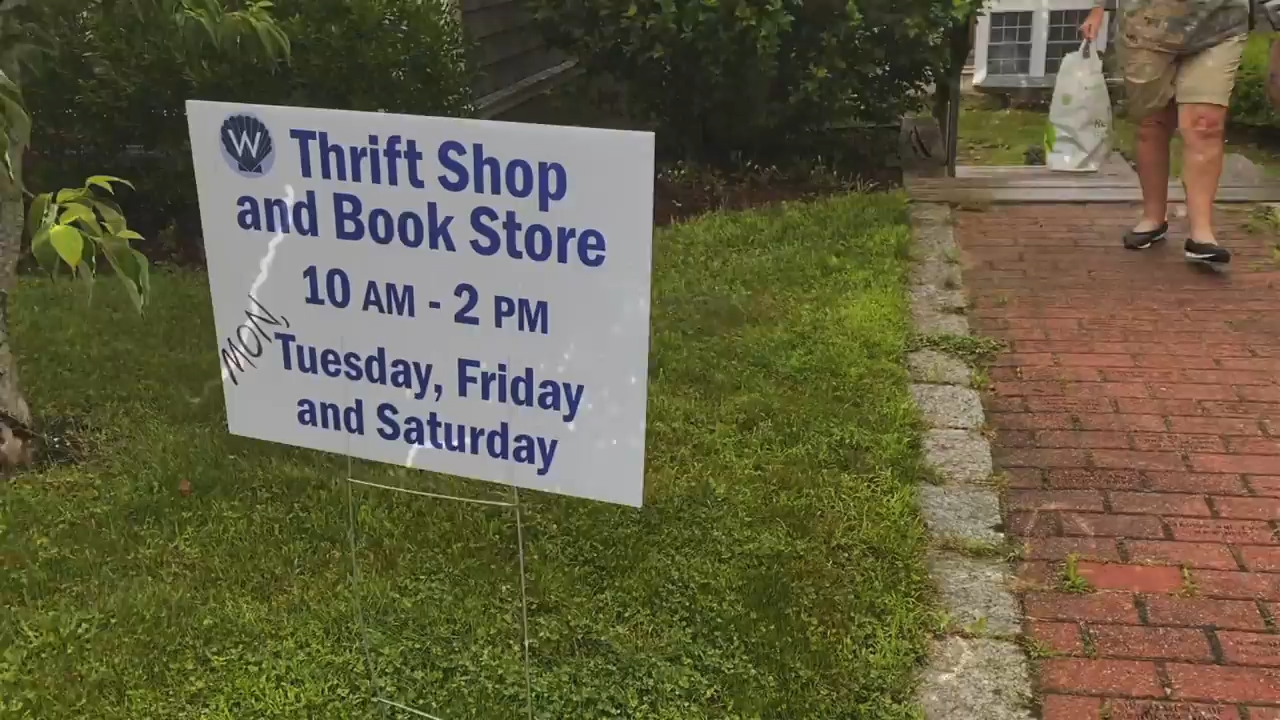 W
Thrift Shop
and Book Store
10 AM - 2 PM
MON,
Tuesday, Friday
and Saturday